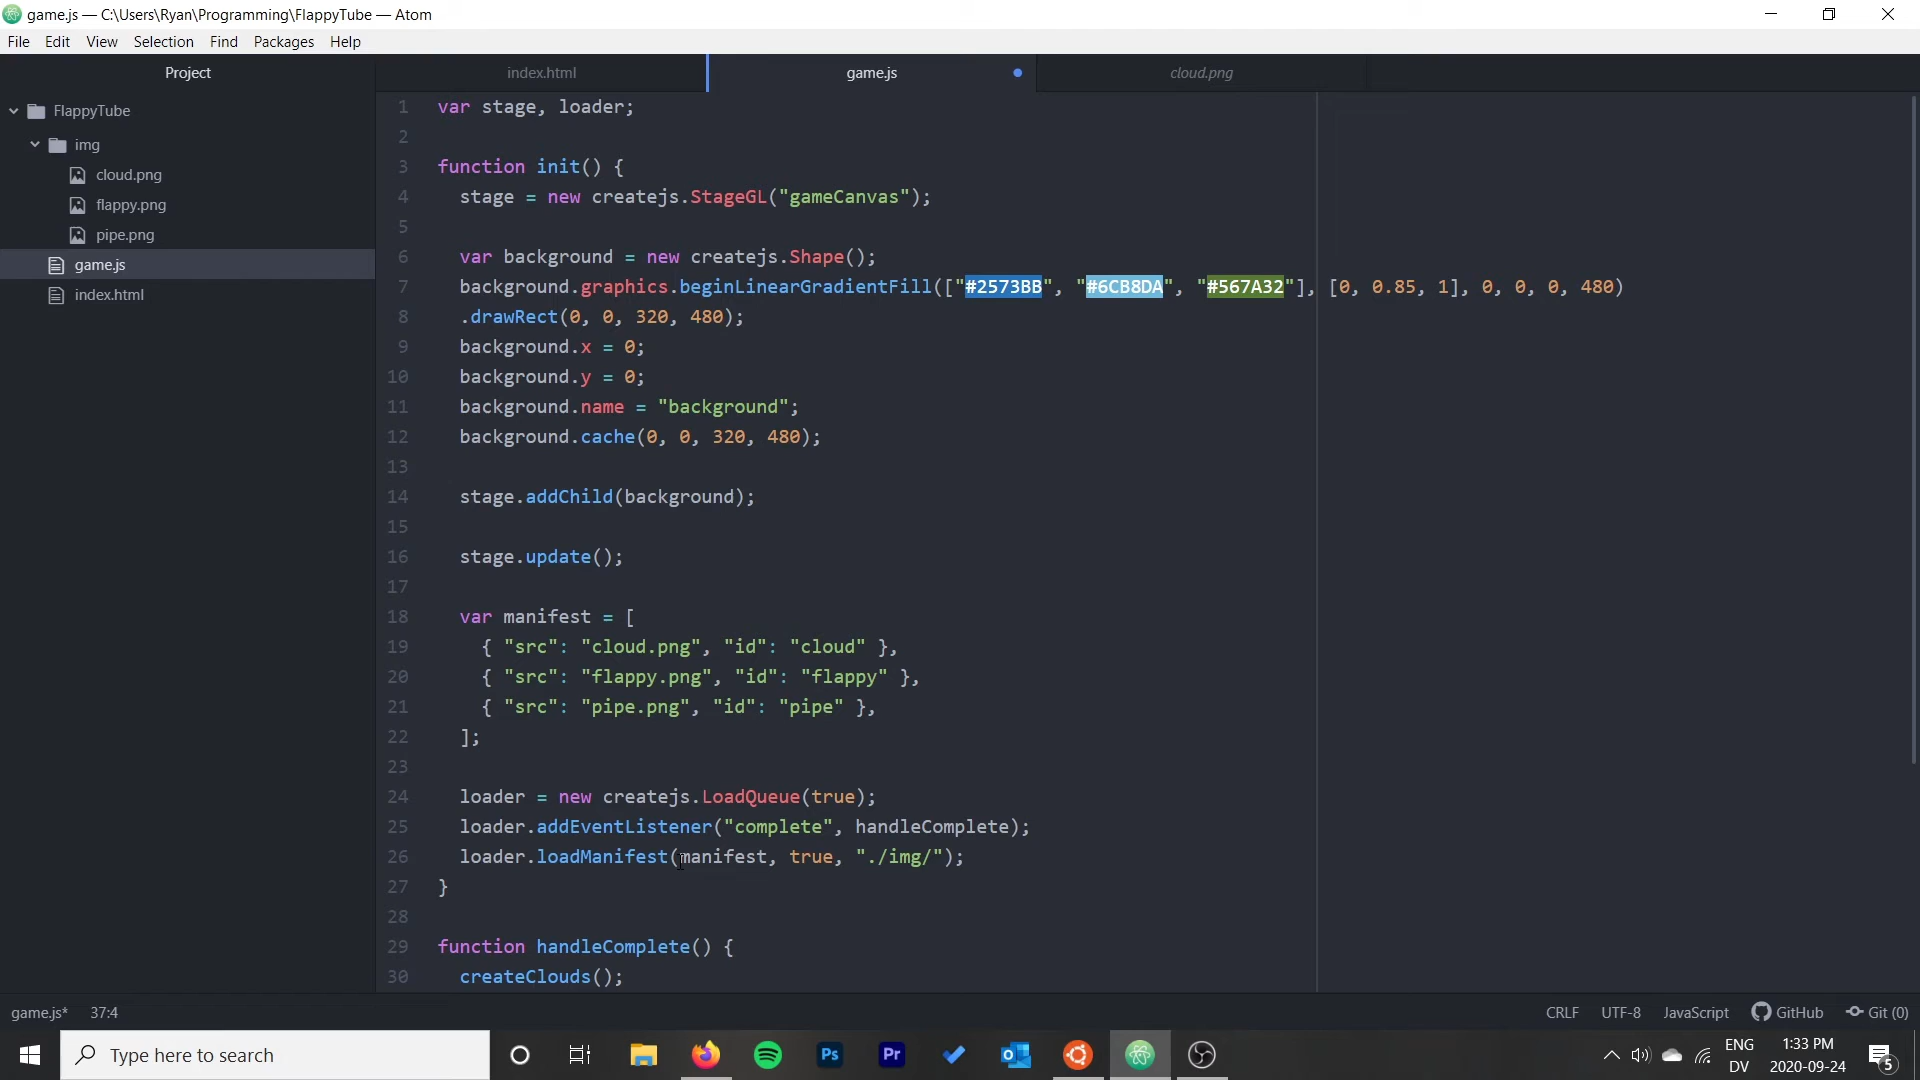 game.js — C:\Users\Ryan\Programming\FlappyTube — Atom
File Edit View Selection Find Packages Help
Project
index.html
game.js
cloud.png
FlappyTube
img
cloud.png
flappy.png
pipe.png
game.js
index.html
1 var stage, loader;
2
3 function init() {
4 stage = new createjs.StageGL("gameCanvas");
5
6 var background = new createjs.Shape();
7 background.graphics.beginLinearGradientFill(["#2573BB", "#6CB8DA", "#567A32"], [0, 0.85, 1], 0, 0, 0, 480)
8 .drawRect(0, 0, 320, 480);
9 background.x = 0;
10 background.y = 0;
11 background.name = "background";
12 background.cache(0, 0, 320, 480);
13
14 stage.addChild(background);
15
16 stage.update();
17
18 var manifest = [
19 { "src": "cloud.png", "id": "cloud" },
20 { "src": "flappy.png", "id": "flappy" },
21 { "src": "pipe.png", "id": "pipe" },
22 ];
23
24 loader = new createjs.LoadQueue(true);
25 loader.addEventListener("complete", handleComplete);
26 loader.loadManifest(manifest, true, "./img/");
27 }
28
29 function handleComplete() {
30 createClouds();
game.js* 37:4
CRLF UTF-8 JavaScript GitHub Git (0)
Type here to search
Ps
Pr
ENG
DV
1:33 PM
2020-09-24
5